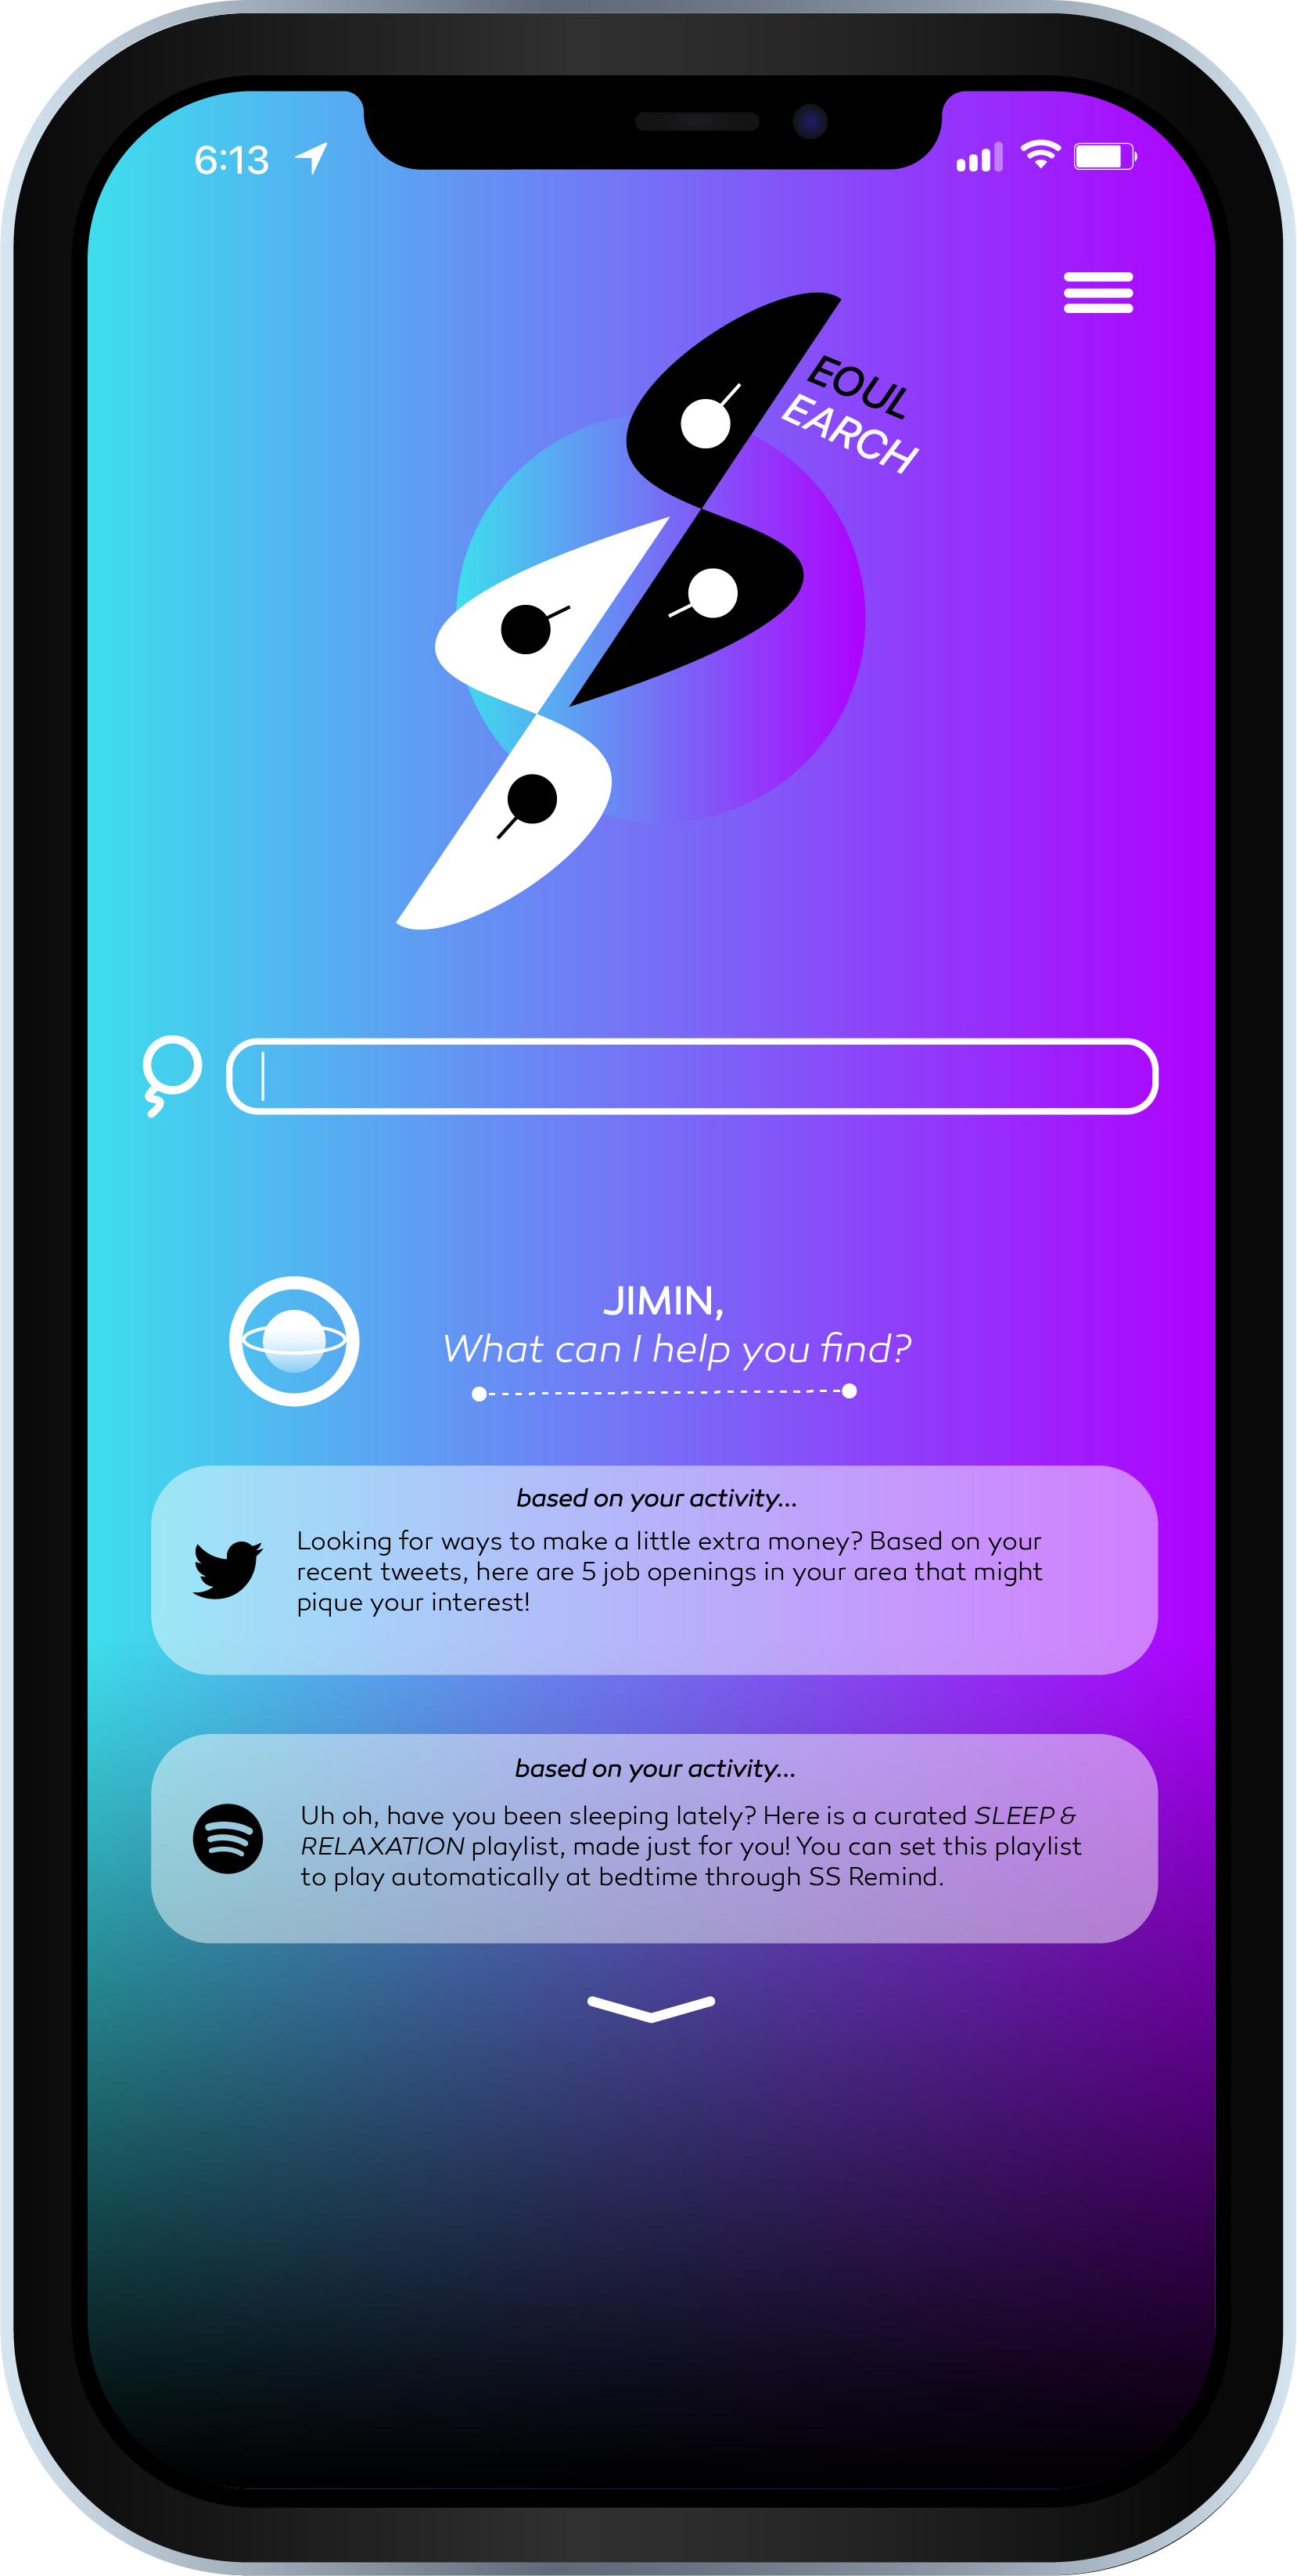 6:13
EOUL
EARCH
JIMIN,
What can I help you find?
based on your activity...
Looking for ways to make a little extra money? Based on your
recent tweets, here are 5 job openings in your area that might
pique your interest!
based on your activity...
Uh oh, have you been sleeping lately? Here is a curated SLEEP &
RELAXATION playlist, made just for you! You can set this playlist
to play automatically at bedtime through SS Remind.